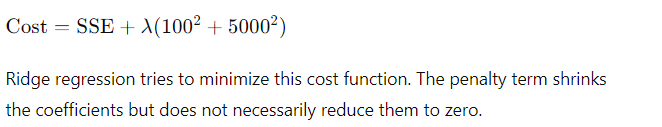 Cost = SSE + λ(100² + 5000²)
Ridge regression tries to minimize this cost function. The penalty term shrinks
the coefficients but does not necessarily reduce them to zero.